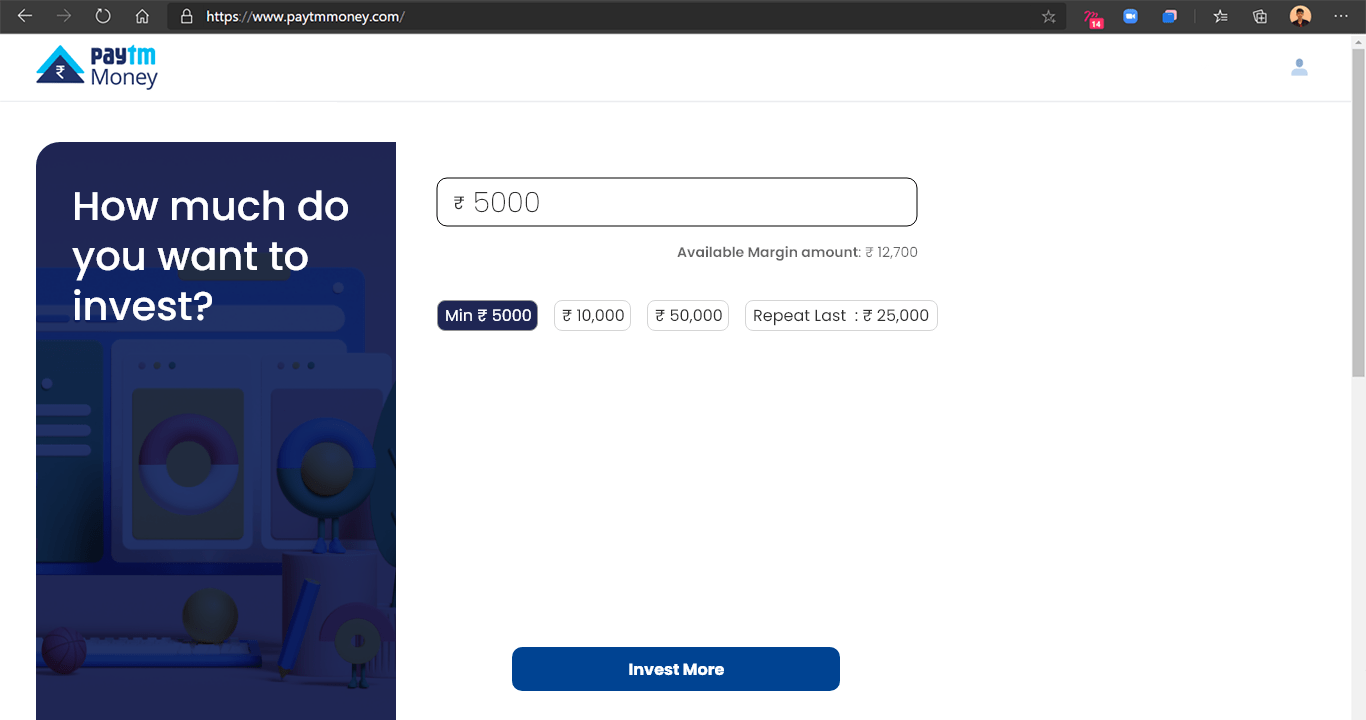 https://www.paytmmoney.com/
14
paytm
₹
Money
How much do
you want to
invest?
₹ 5000
Available Margin amount: ₹ 12,700
Min ₹ 5000
₹ 10,000
₹ 50,000
Repeat Last : ₹ 25,000
Invest More